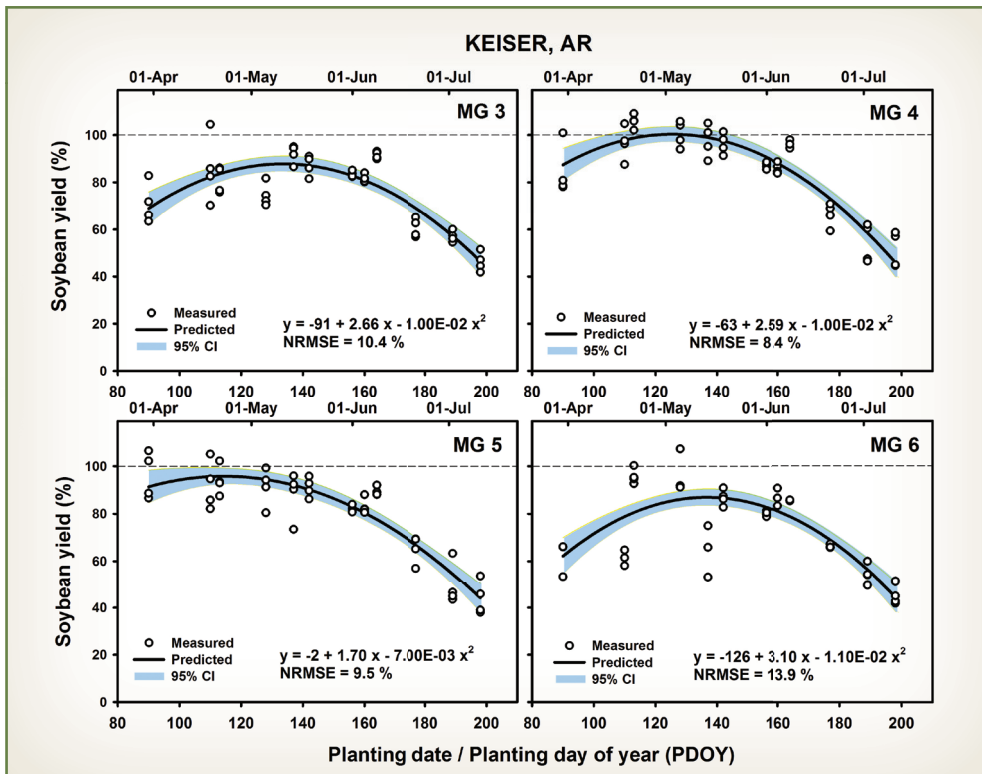 KEISER, AR
01-Apr 01-May 01-Jun 01-Jul 01-Apr 01-May 01-Jun 01-Jul
MG 3
Soybean yield (%)
100
80
60
40
20
0
Measured
Predicted
95% CI
y = -91 + 2.66 x - 1.00E-02 x²
NRMSE = 10.4 %
80 100 120 140 160 180 200
MG 4
Measured
Predicted
95% CI
y = -63 + 2.59 x - 1.00E-02 x²
NRMSE = 8.4 %
80 100 120 140 160 180 200
01-Apr 01-May 01-Jun 01-Jul 01-Apr 01-May 01-Jun 01-Jul
MG 5
Soybean yield (%)
100
80
60
40
20
0
Measured
Predicted
95% CI
y = -2 + 1.70 x - 7.00E-03 x²
NRMSE = 9.5 %
80 100 120 140 160 180 200
MG 6
Measured
Predicted
95% CI
y = -126 + 3.10 x - 1.10E-02 x²
NRMSE = 13.9 %
80 100 120 140 160 180 200
Planting date / Planting day of year (PDOY)